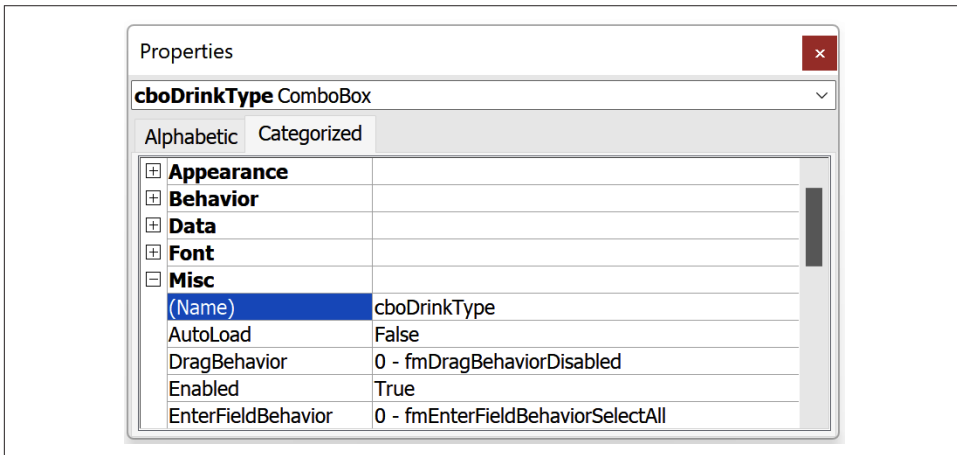 Properties
cboDrinkType ComboBox
Alphabetic Categorized
Appearance
Behavior
Data
Font
Misc
(Name) cboDrinkType
AutoLoad False
DragBehavior 0 - fmDragBehaviorDisabled
Enabled True
EnterFieldBehavior 0 - fmEnterFieldBehaviorSelectAll